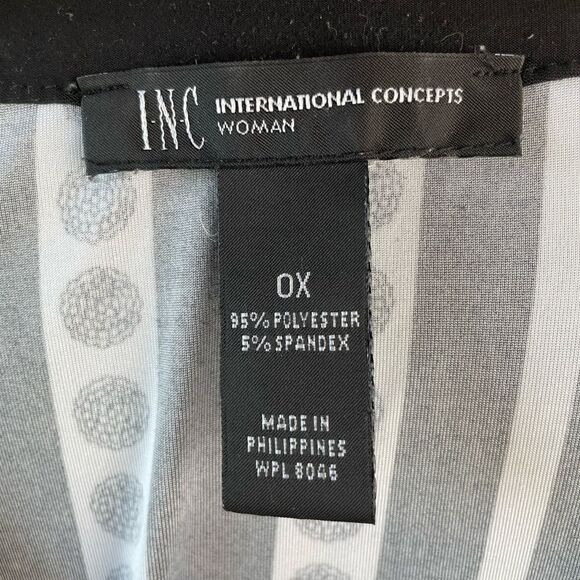 I·N·C INTERNATIONAL CONCEPTS
WOMAN
0X
95% POLYESTER
5% SPANDEX
MADE IN
PHILIPPINES
WPL 8046